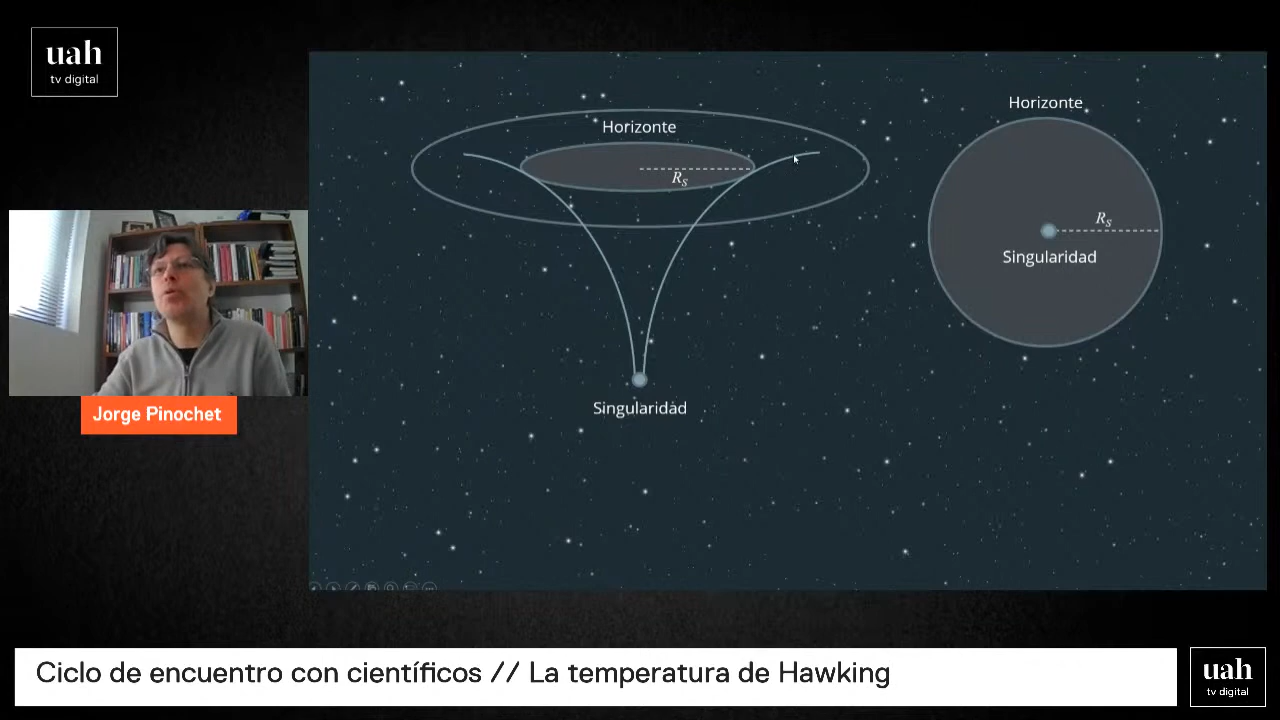 uah
tv digital
Horizonte
R_S
Singularidad
Horizonte
R_S
Singularidad
Jorge Pinochet
Ciclo de encuentro con científicos // La temperatura de Hawking
uah
tv digital